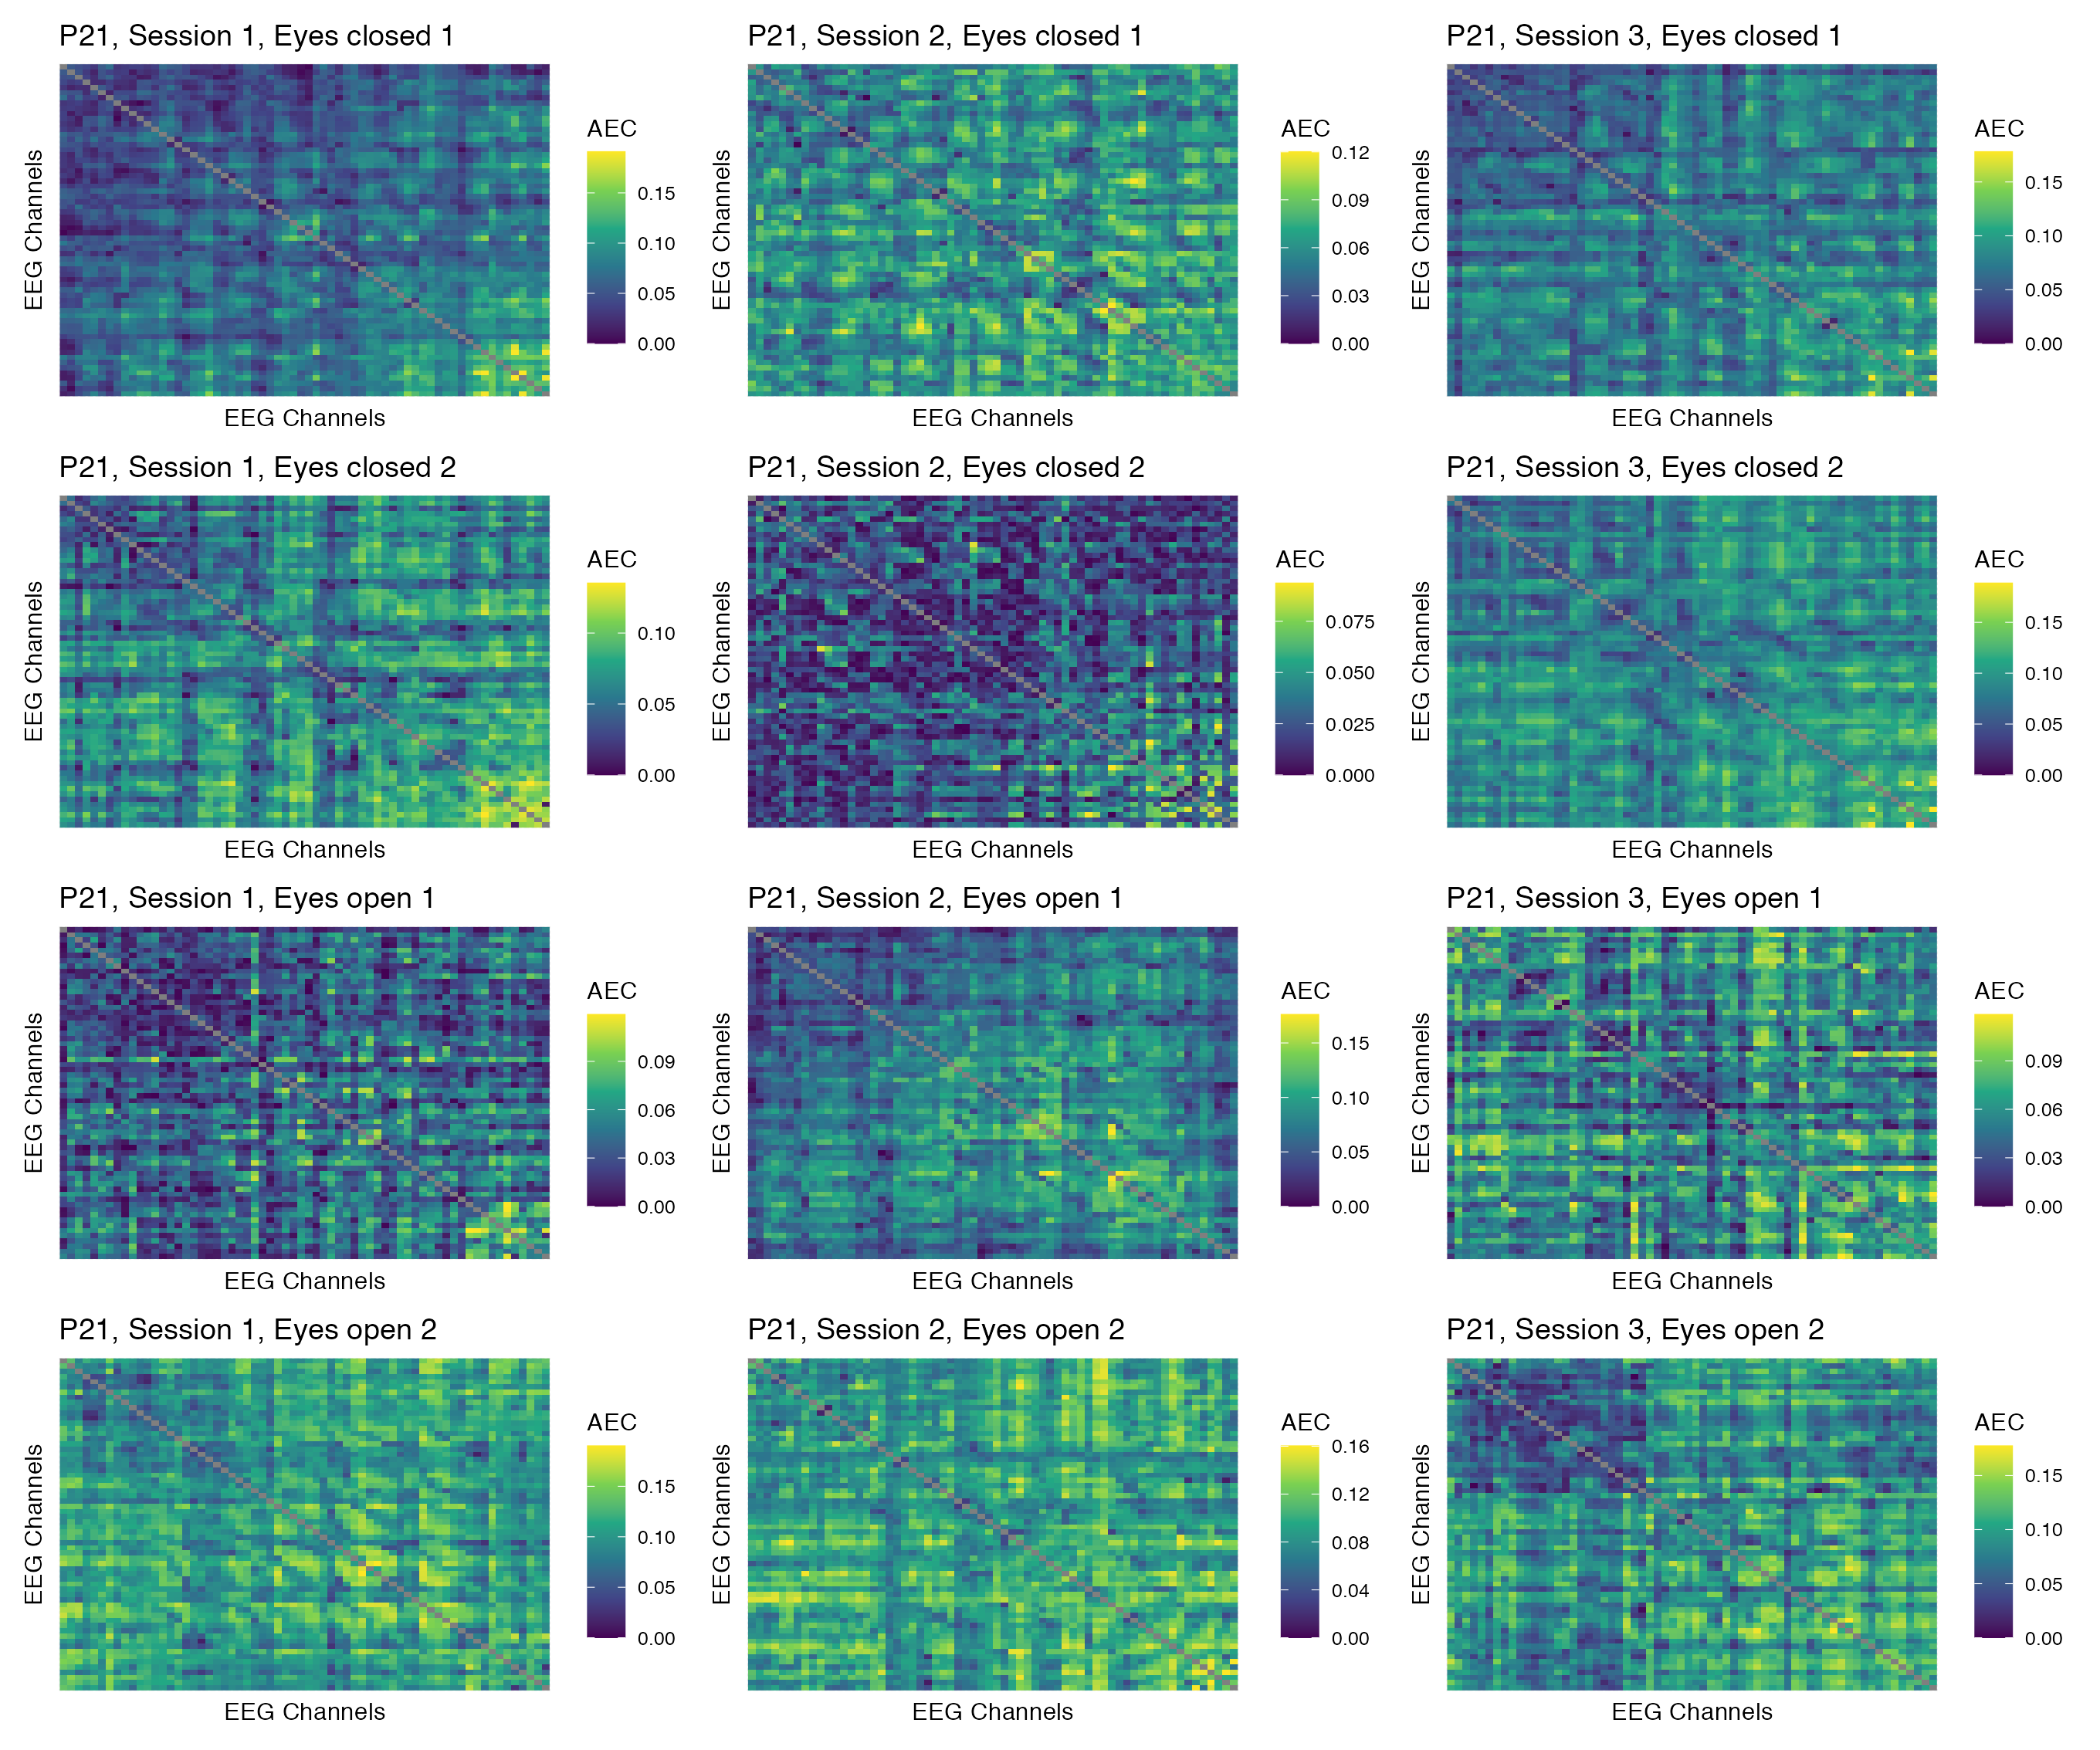 P21, Session 1, Eyes closed 1
EEG Channels
EEG Channels
AEC
0.15
0.10
0.05
0.00
P21, Session 2, Eyes closed 1
EEG Channels
EEG Channels
AEC
0.12
0.09
0.06
0.03
0.00
P21, Session 3, Eyes closed 1
EEG Channels
EEG Channels
AEC
0.15
0.10
0.05
0.00
P21, Session 1, Eyes closed 2
EEG Channels
EEG Channels
AEC
0.10
0.05
0.00
P21, Session 2, Eyes closed 2
EEG Channels
EEG Channels
AEC
0.075
0.050
0.025
0.000
P21, Session 3, Eyes closed 2
EEG Channels
EEG Channels
AEC
0.15
0.10
0.05
0.00
P21, Session 1, Eyes open 1
EEG Channels
EEG Channels
AEC
0.09
0.06
0.03
0.00
P21, Session 2, Eyes open 1
EEG Channels
EEG Channels
AEC
0.15
0.10
0.05
0.00
P21, Session 3, Eyes open 1
EEG Channels
EEG Channels
AEC
0.09
0.06
0.03
0.00
P21, Session 1, Eyes open 2
EEG Channels
EEG Channels
AEC
0.15
0.10
0.05
0.00
P21, Session 2, Eyes open 2
EEG Channels
EEG Channels
AEC
0.16
0.12
0.08
0.04
0.00
P21, Session 3, Eyes open 2
EEG Channels
EEG Channels
AEC
0.15
0.10
0.05
0.00